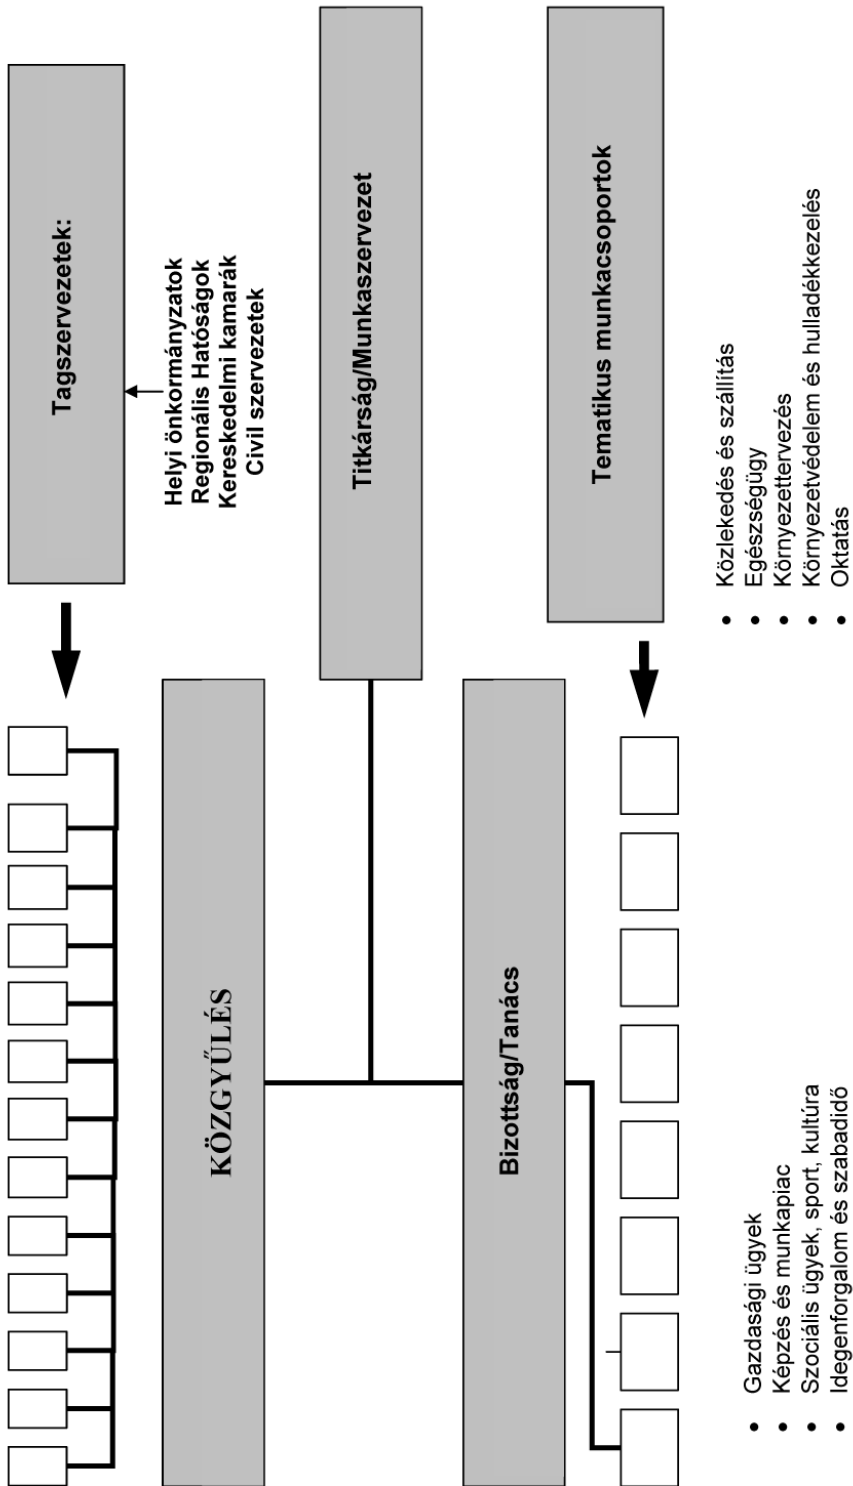 Tagszervezetek:
Helyi önkormányzatok
Regionális Hatóságok
Kereskedelmi kamarák
Civil szervezetek
KÖZGYŰLÉS
Titkárság/Munkaszervezet
Bizottság/Tanács
Tematikus munkacsoportok
• Gazdasági ügyek
• Képzés és munkapiac
• Szociális ügyek, sport, kultúra
• Idegenforgalom és szabadidő
• Közlekedés és szállítás
• Egészségügy
• Környezettervezés
• Környezetvédelem és hulladékkezelés
• Oktatás